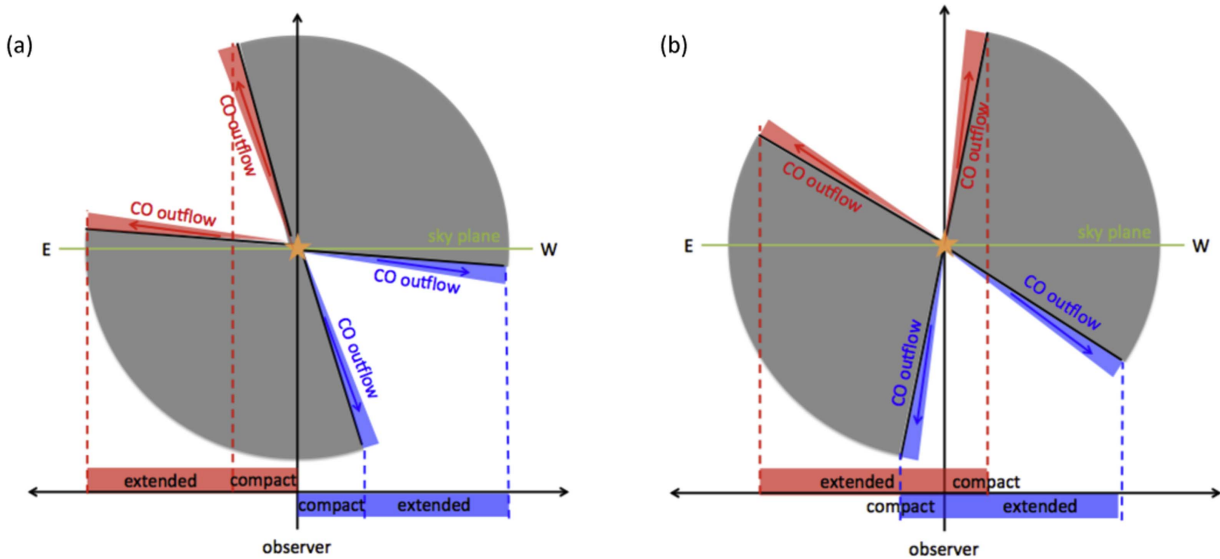 (a)
CO outflow
CO outflow
E
sky plane
W
CO outflow
CO outflow
extended
compact
compact
extended
observer
(b)
CO outflow
CO outflow
E
sky plane
W
CO outflow
CO outflow
extended
compact
compact
extended
observer